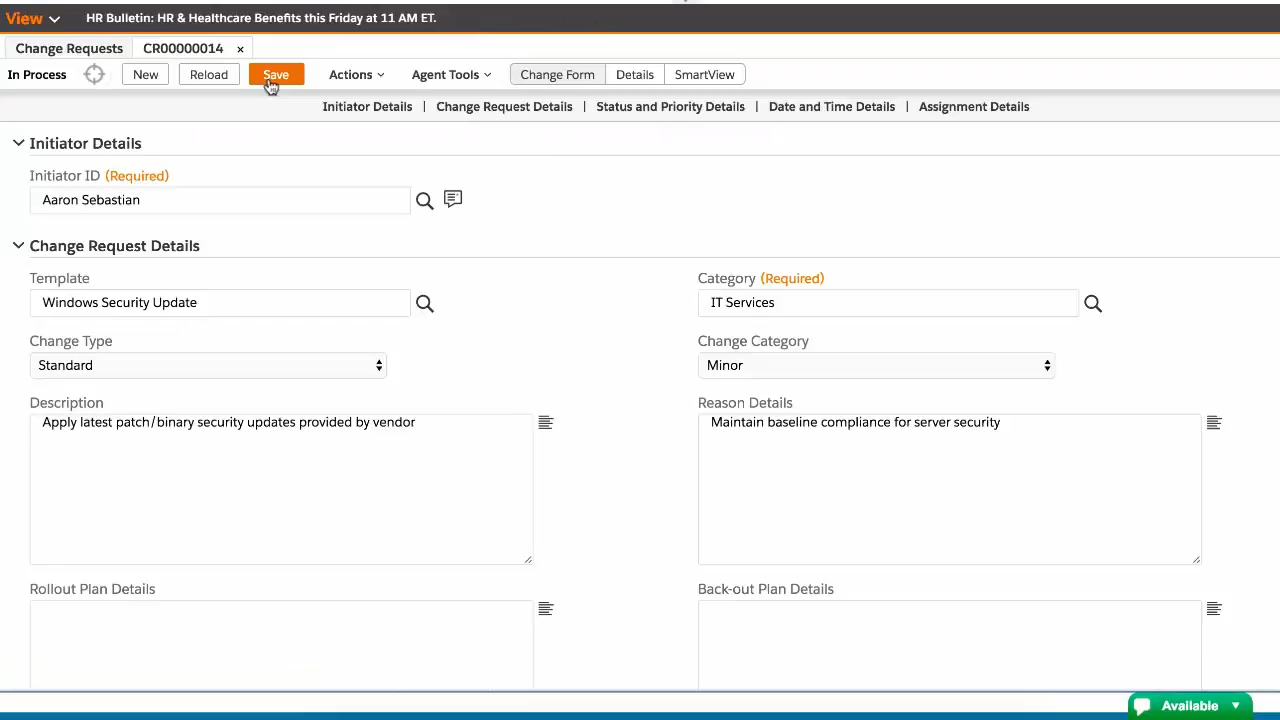 View HR Bulletin: HR & Healthcare Benefits this Friday at 11 AM ET.
Change Requests CR00000014 ×
In Process New Reload Save Actions Agent Tools Change Form Details SmartView
Initiator Details | Change Request Details | Status and Priority Details | Date and Time Details | Assignment Details
Initiator Details
Initiator ID (Required)
Aaron Sebastian
Change Request Details
Template Category (Required)
Windows Security Update IT Services
Change Type Change Category
Standard Minor
Description Reason Details
Apply latest patch/binary security updates provided by vendor Maintain baseline compliance for server security
Rollout Plan Details Back-out Plan Details
Available